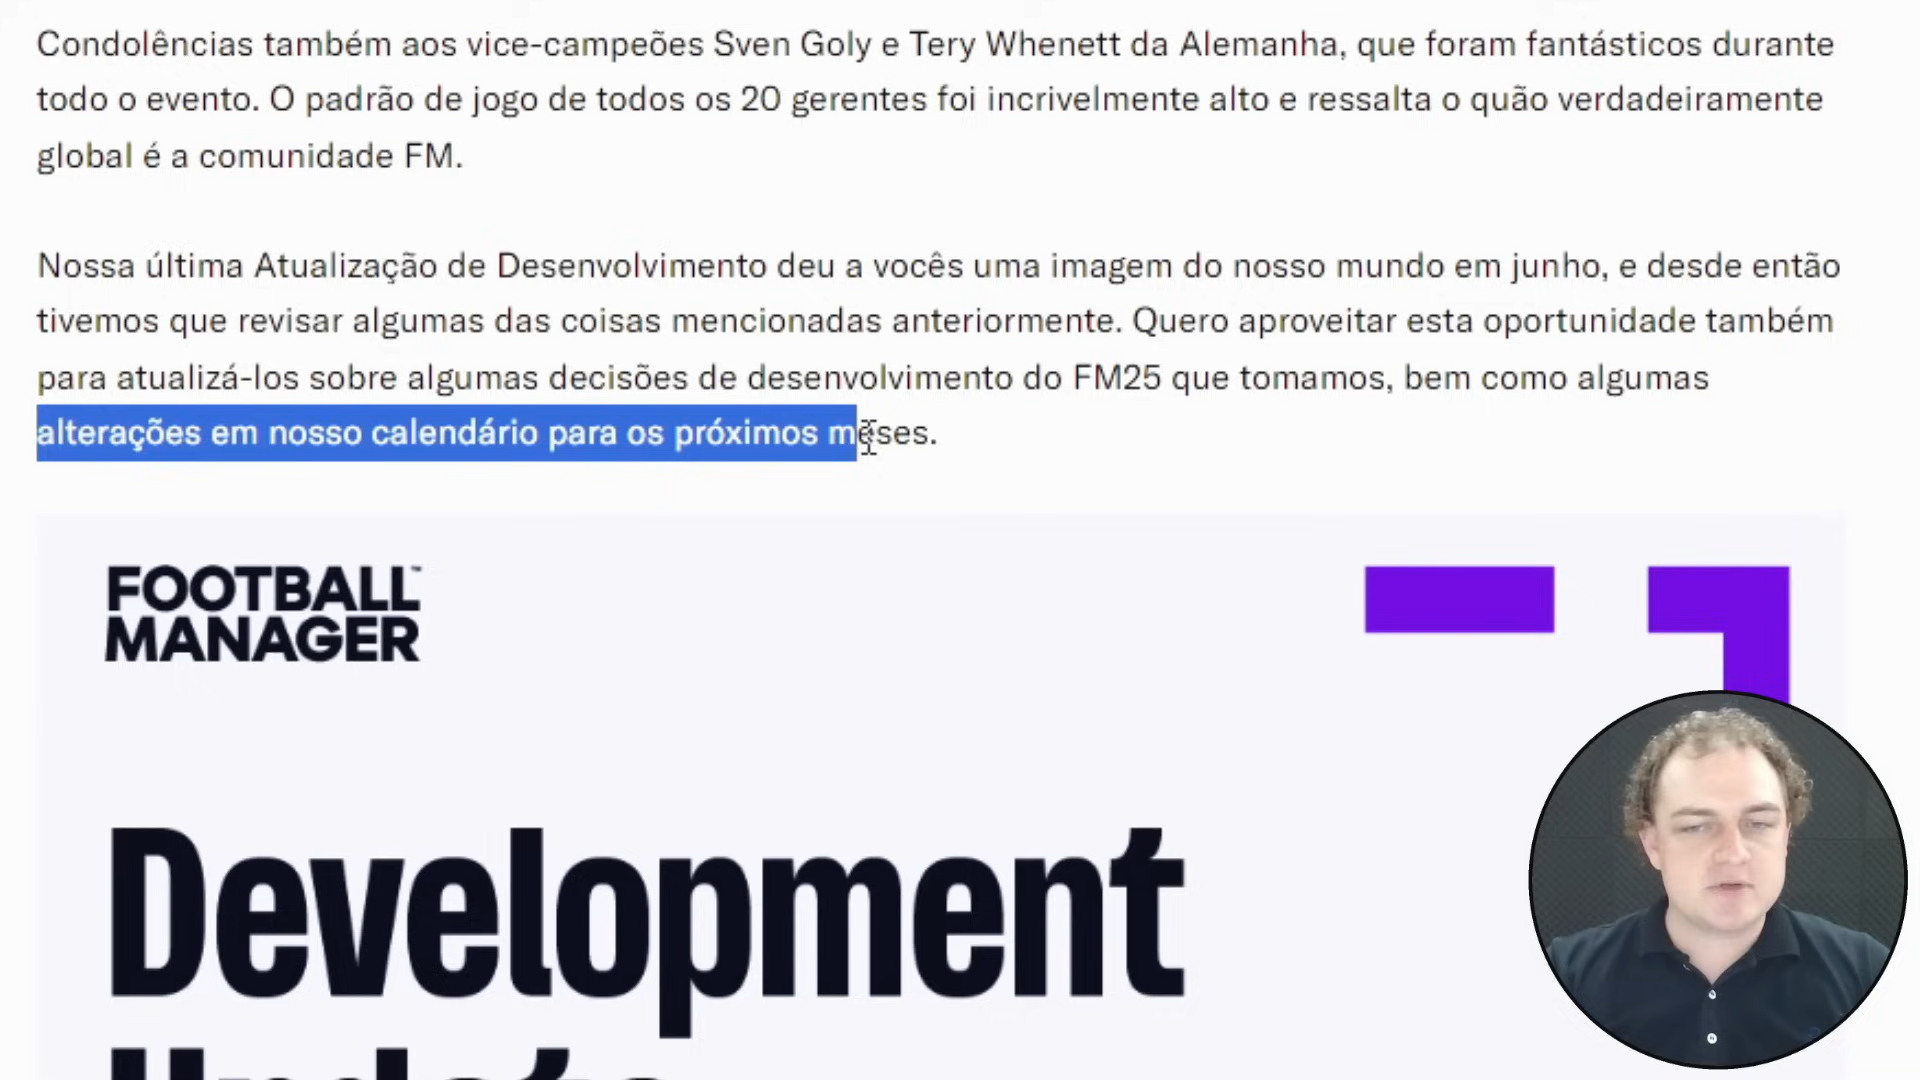 Condolências também aos vice-campeões Sven Goly e Tery Whenett da Alemanha, que foram fantásticos durante
todo o evento. O padrão de jogo de todos os 20 gerentes foi incrivelmente alto e ressalta o quão verdadeiramente
global é a comunidade FM.
Nossa última Atualização de Desenvolvimento deu a vocês uma imagem do nosso mundo em junho, e desde então
tivemos que revisar algumas das coisas mencionadas anteriormente. Quero aproveitar esta oportunidade também
para atualizá-los sobre algumas decisões de desenvolvimento do FM25 que tomamos, bem como algumas
alterações em nosso calendário para os próximos meses.
FOOTBALL™
MANAGER
Development